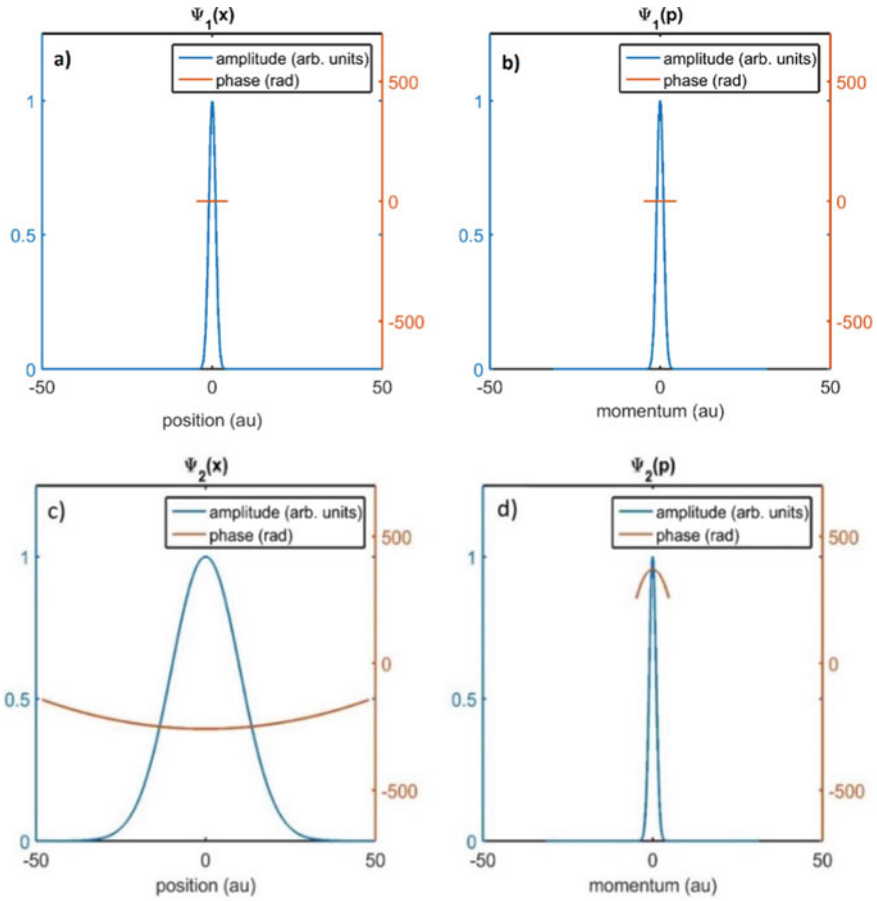 Ψ1(x)
a)
amplitude (arb. units)
phase (rad)
500
1
0
0.5
-500
0
-50
0
50
position (au)
Ψ1(p)
b)
amplitude (arb. units)
phase (rad)
500
1
0
0.5
-500
0
-50
0
50
momentum (au)
Ψ2(x)
c)
amplitude (arb. units)
phase (rad)
500
1
0
0.5
-500
0
-50
0
50
position (au)
Ψ2(p)
d)
amplitude (arb. units)
phase (rad)
500
1
0
0.5
-500
0
-50
0
50
momentum (au)